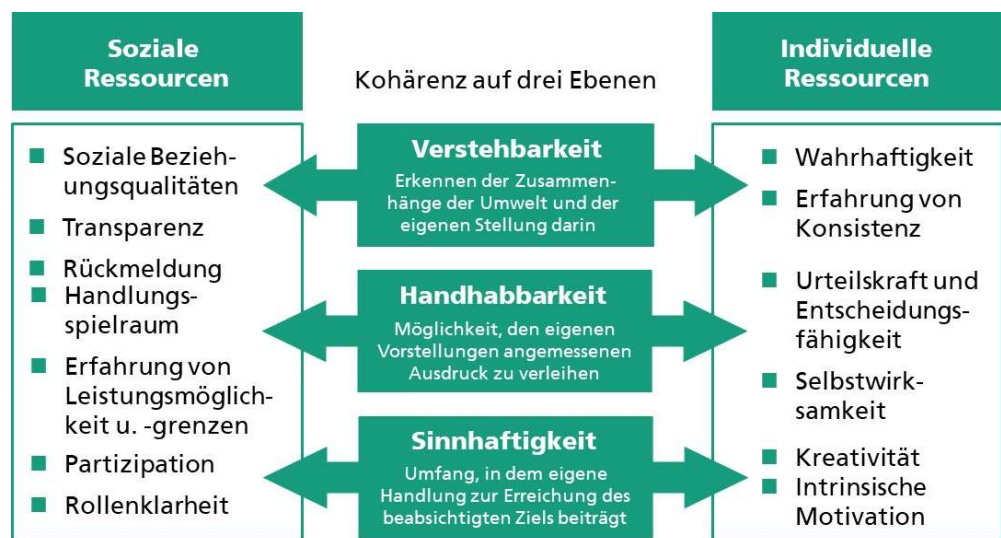 Soziale
Ressourcen
Soziale Bezieh-
ungsqualitäten
Transparenz
Rückmeldung
Handlungs-
spielraum
Erfahrung von
Leistungsmöglich-
keit u. -grenzen
Partizipation
Rollenklarheit
Kohärenz auf drei Ebenen
Verstehbarkeit
Erkennen der Zusammen-
hänge der Umwelt und der
eigenen Stellung darin
Handhabbarkeit
Möglichkeit, den eigenen
Vorstellungen angemessenen
Ausdruck zu verleihen
Sinnhaftigkeit
Umfang, in dem eigene
Handlung zur Erreichung des
beabsichtigten Ziels beiträgt
Individuelle
Ressourcen
Wahrhaftigkeit
Erfahrung von
Konsistenz
Urteilskraft und
Entscheidungs-
fähigkeit
Selbstwirk-
samkeit
Kreativität
Intrinsische
Motivation